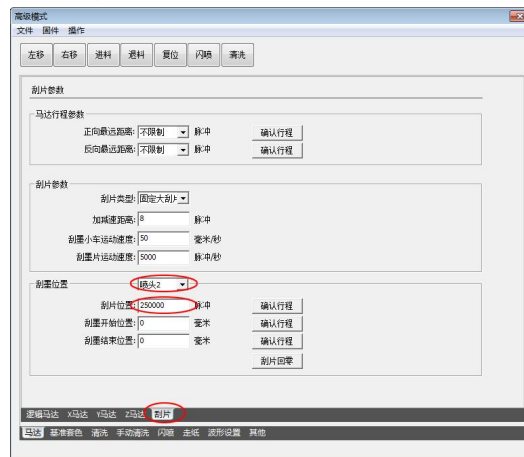 高级模式
文件 固件 操作
左移 右移 进料 退料 复位 闪喷 清洗
刮片参数
马达行程参数
正向最远距离: 不限制 脉冲 确认行程
反向最远距离: 不限制 脉冲 确认行程
刮片参数
刮片类型: 固定大刮片
加减速距离: 8 脉冲
刮墨小车运动速度: 50 毫米/秒
刮墨片运动速度: 5000 脉冲/秒
刮墨位置 喷头2
刮片位置: 250000 脉冲 确认行程
刮墨开始位置: 0 毫米 确认行程
刮墨结束位置: 0 毫米 确认行程
刮片回零
逻辑马达 X马达 Y马达 Z马达 刮片
马达 基准套色 清洗 手动清洗 闪喷 走纸 波形设置 其他